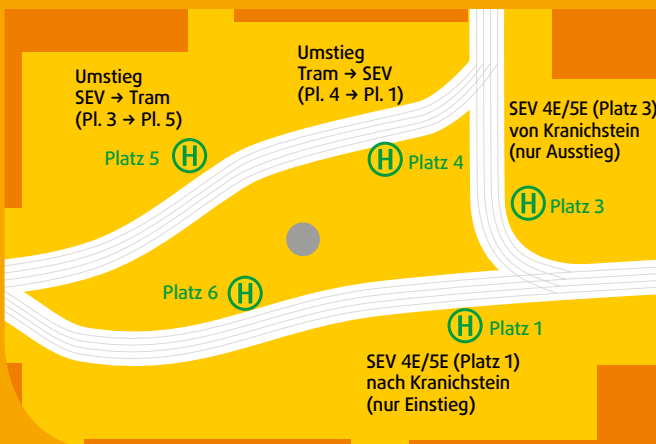 Umstieg
SEV → Tram
(Pl. 3 → Pl. 5)
Umstieg
Tram → SEV
(Pl. 4 → Pl. 1)
SEV 4E/5E (Platz 3)
von Kranichstein
(nur Ausstieg)
Platz 5 H
H Platz 4
H Platz 3
Platz 6 H
H Platz 1
SEV 4E/5E (Platz 1)
nach Kranichstein
(nur Einstieg)